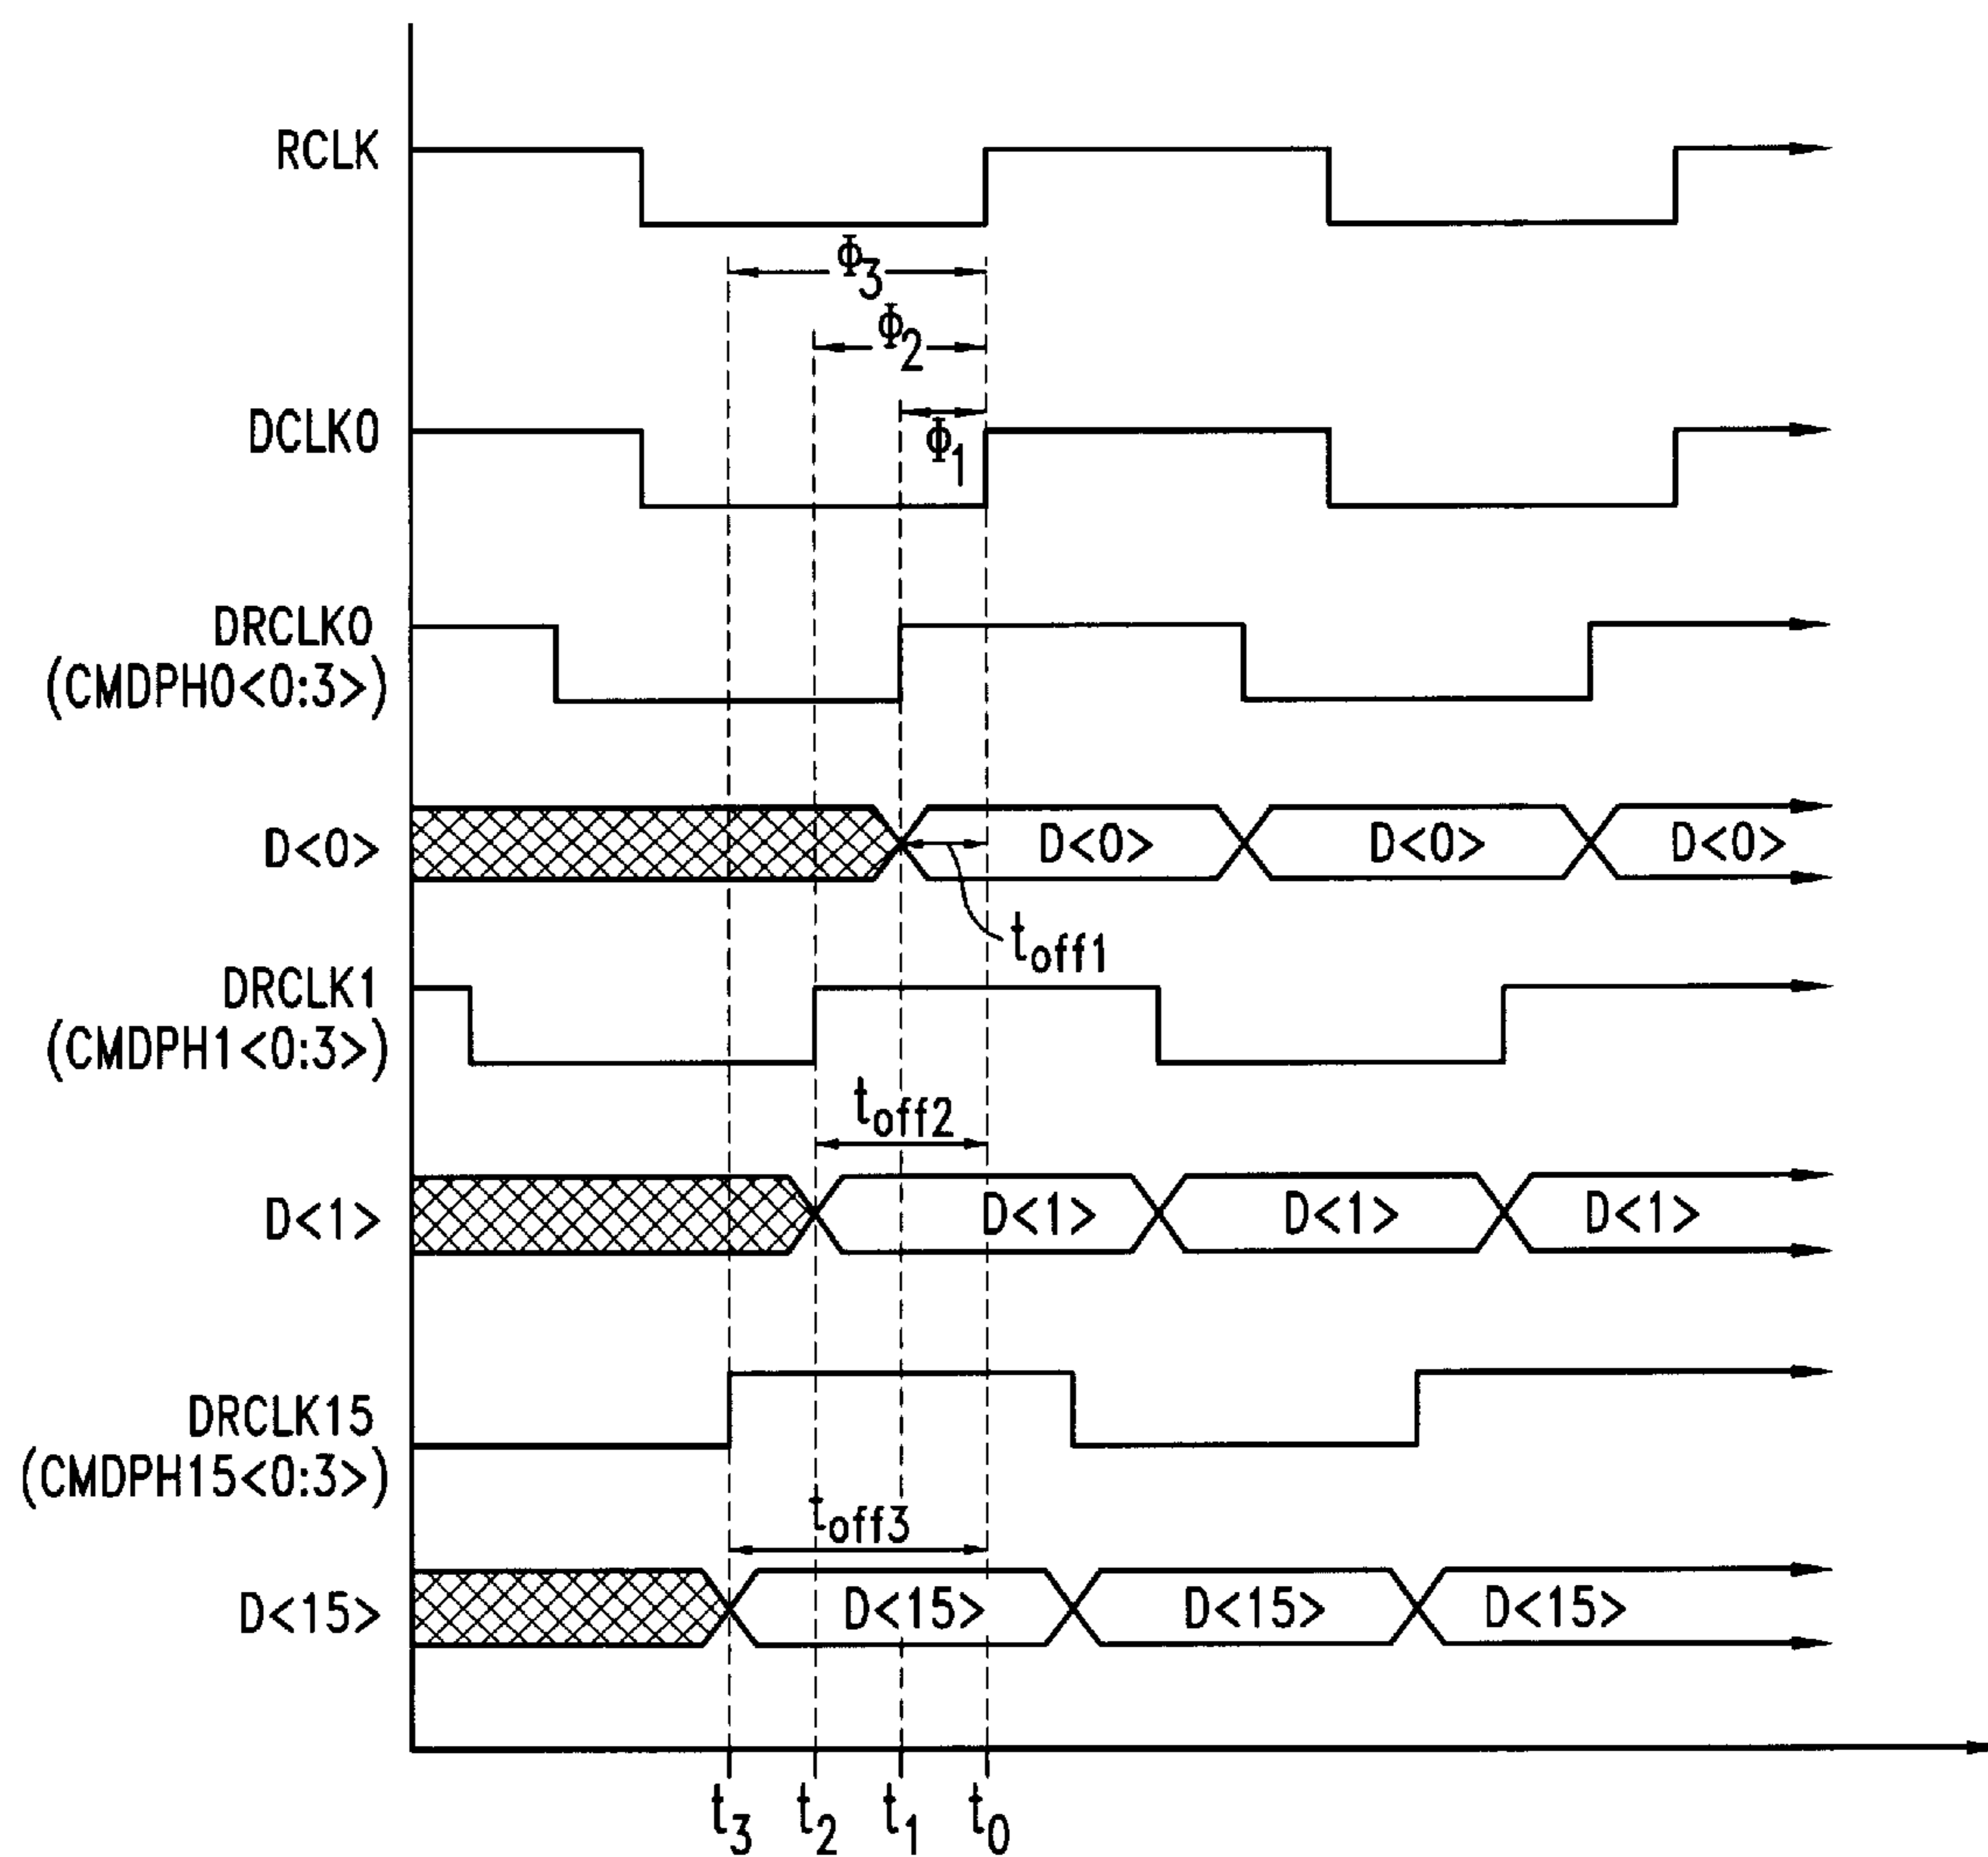 RCLK
Φ3
Φ2
DCLK0
Φ1
DRCLK0
(CMDPH0<0:3>)
D<0>
D<0>
D<0>
D<0>
toff1
DRCLK1
(CMDPH1<0:3>)
toff2
D<1>
D<1>
D<1>
D<1>
DRCLK15
(CMDPH15<0:3>)
toff3
D<15>
D<15>
D<15>
D<15>
t3
t2
t1
t0